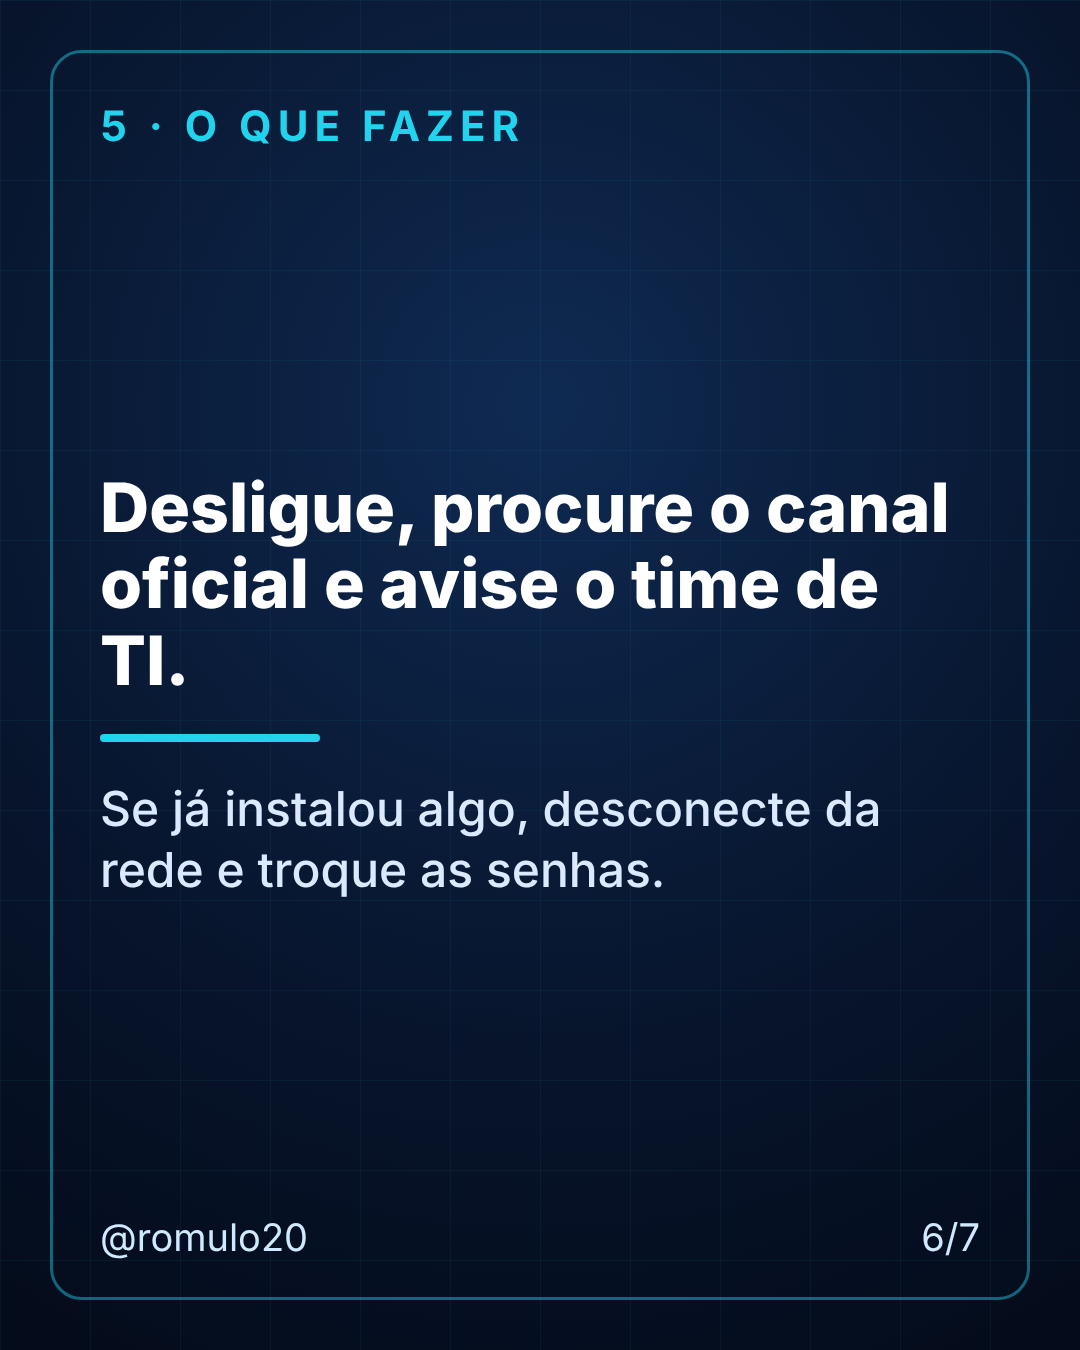 5 · O QUE FAZER
Desligue, procure o canal
oficial e avise o time de
TI.
Se já instalou algo, desconecte da
rede e troque as senhas.
@romulo20
6/7